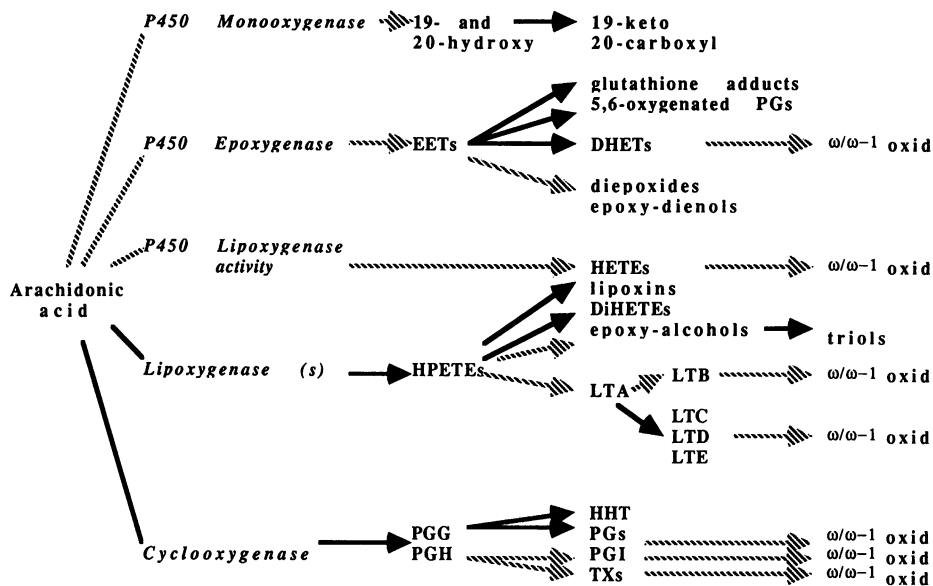 P450 Monooxygenase 19- and 19-keto
20-hydroxy 20-carboxyl
glutathione adducts
5,6-oxygenated PGs
P450 Epoxygenase EETs DHETs ω/ω-1 oxid
diepoxides
epoxy-dienols
P450 Lipoxygenase
activity
HETEs ω/ω-1 oxid
lipoxins
DiHETEs
epoxy-alcohols triols
Arachidonic
acid
Lipoxygenase (s) HPETEs
LTA LTB ω/ω-1 oxid
LTC
LTD ω/ω-1 oxid
LTE
Cyclooxygenase PGG
PGH
HHT
PGs ω/ω-1 oxid
PGI ω/ω-1 oxid
TXs ω/ω-1 oxid